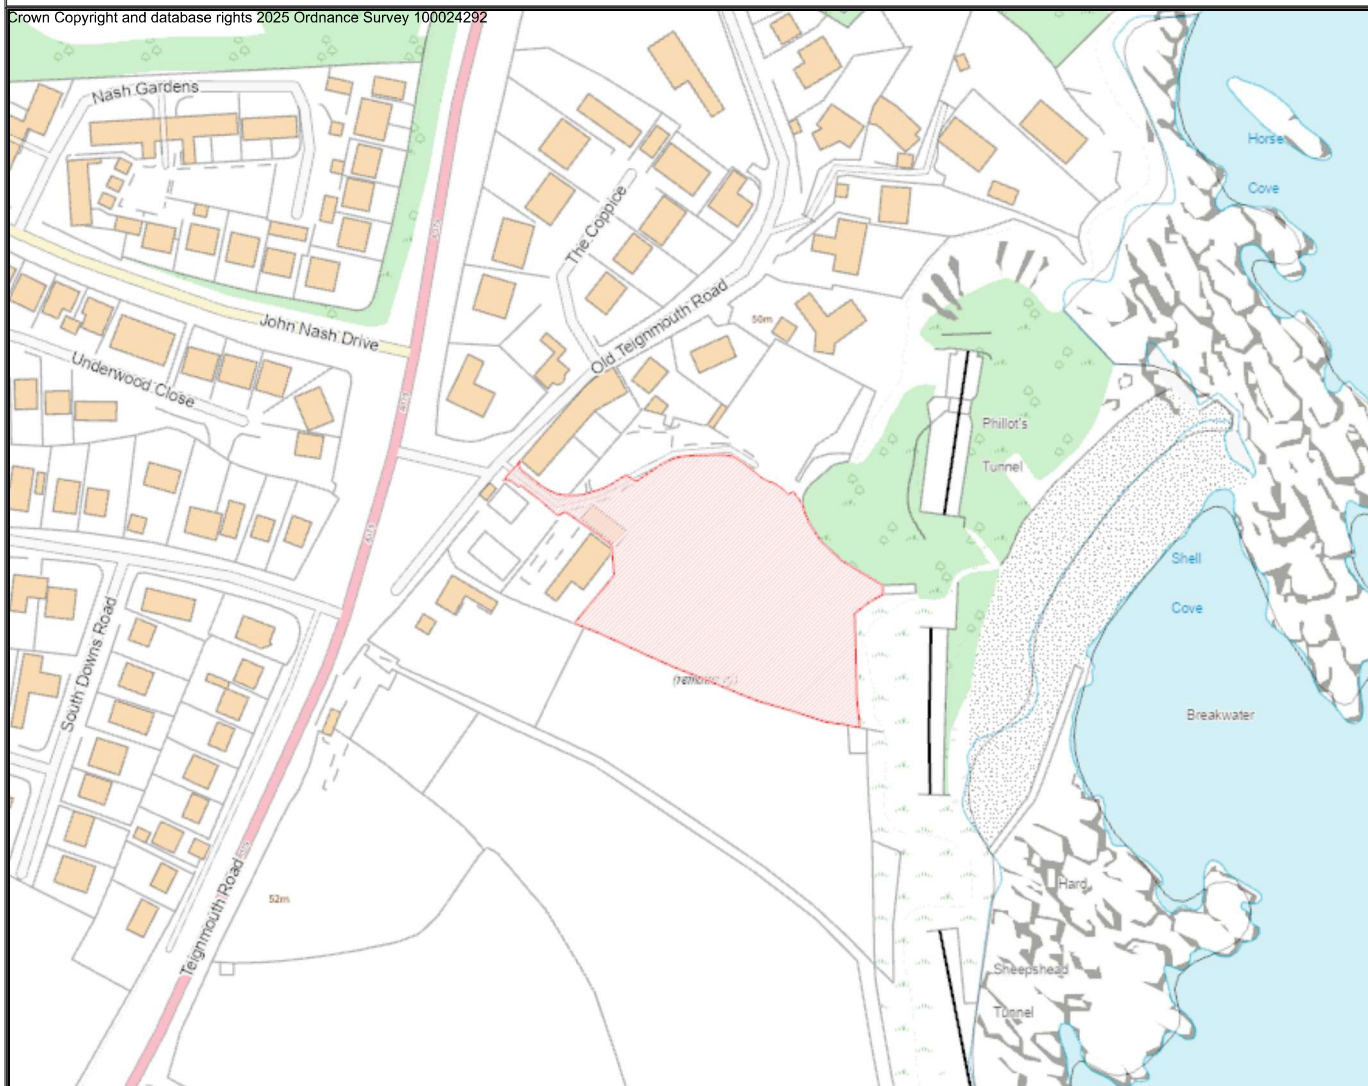 Crown Copyright and database rights 2025 Ordnance Survey 100024292
Nash Gardens
Horse
Cove
The Coppice
Old Teignmouth Road
50m
John Nash Drive
Underwood Close
Phillot's
Tunnel
Shell
Cove
South Downs Road
Breakwater
Teignmouth Road
52m
Hard
Sheepshead
Tunnel